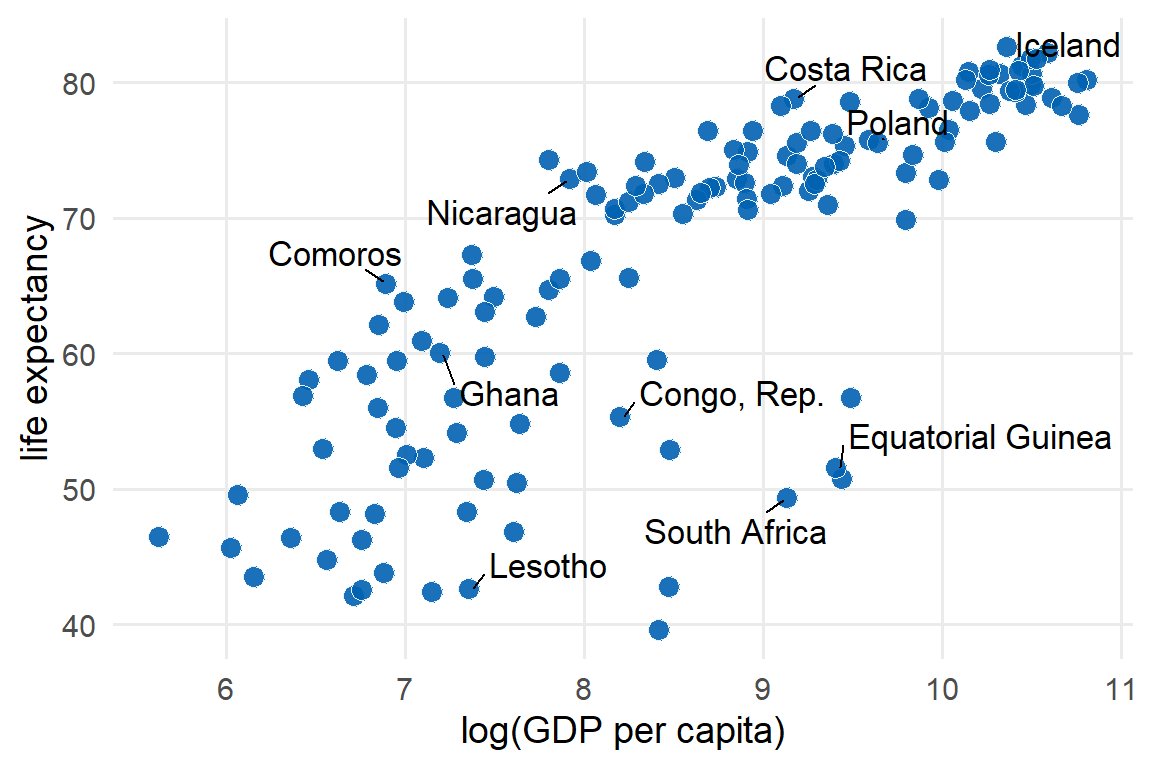 Iceland
Costa Rica
80
Poland
70
Nicaragua
Comoros
60
Ghana
Congo, Rep.
Equatorial Guinea
50
South Africa
Lesotho
40
life expectancy
6
7
8
9
10
11
log(GDP per capita)